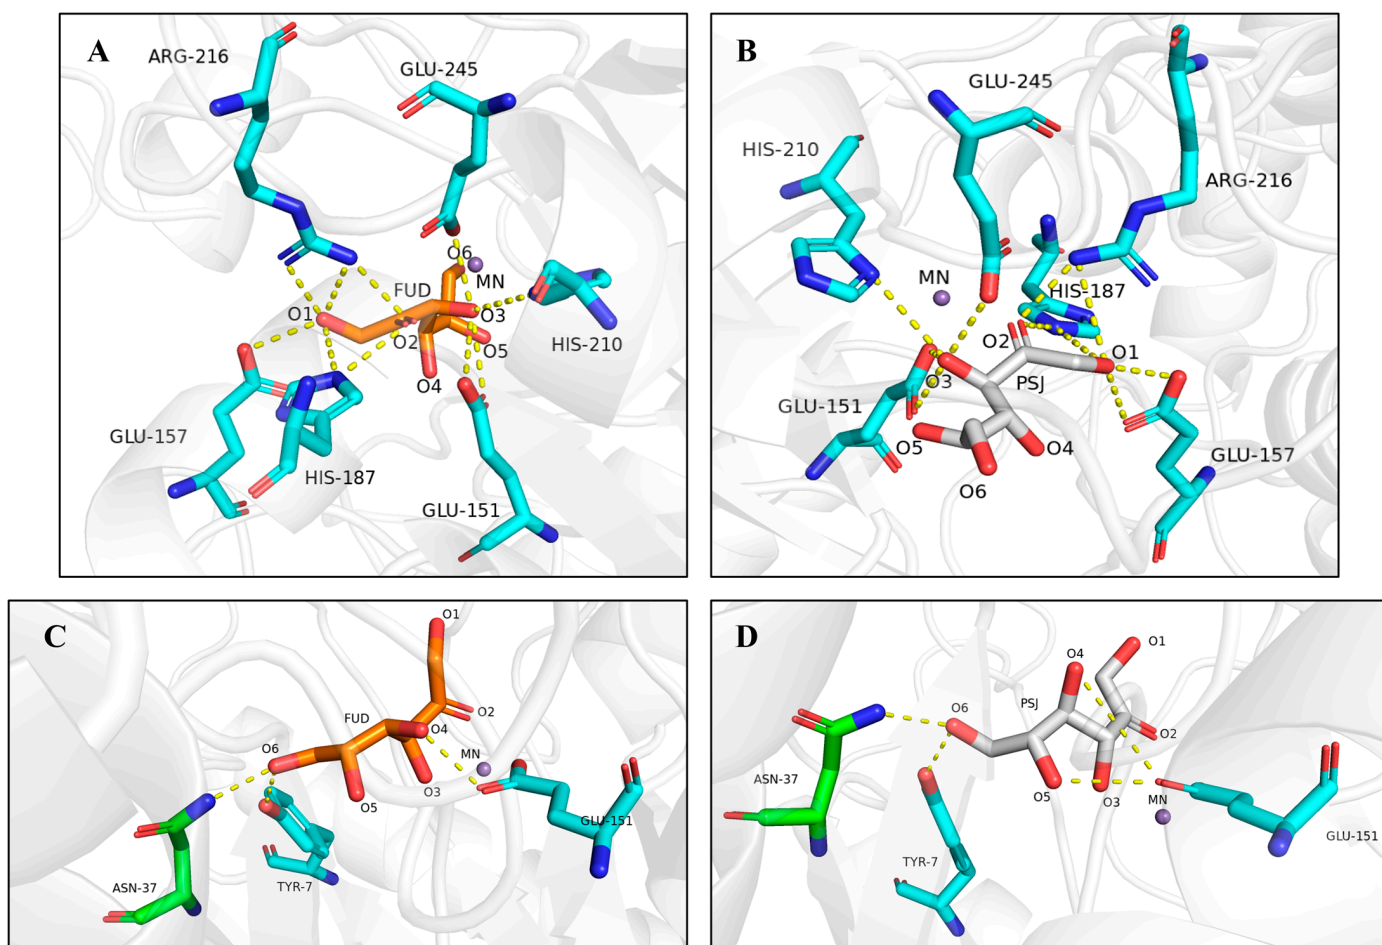 A
ARG-216
GLU-245
O6
MN
FUD
O1
O3
O2
O5
HIS-210
O4
GLU-157
HIS-187
GLU-151
B
GLU-245
HIS-210
ARG-216
MN
HIS-187
O2
O1
O3
PSJ
GLU-151
O5
O4
GLU-157
O6
C
O1
FUD
O2
O4
O6
MN
O3
O5
GLU-151
ASN-37
TYR-7
D
O4
O1
PSJ
O6
O2
ASN-37
O5
O3
MN
GLU-151
TYR-7